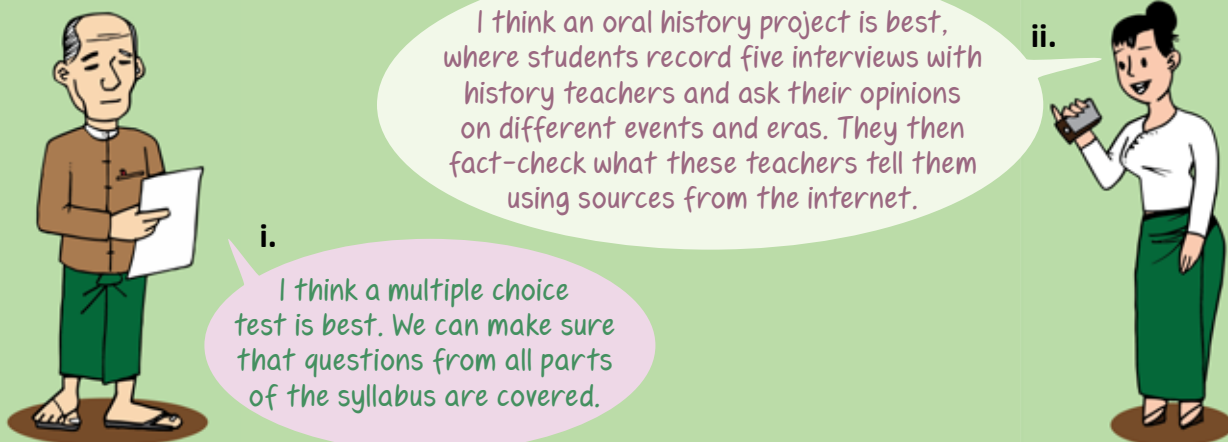 i.
I think a multiple choice
test is best. We can make sure
that questions from all parts
of the syllabus are covered.
ii.
I think an oral history project is best,
where students record five interviews with
history teachers and ask their opinions
on different events and eras. They then
fact-check what these teachers tell them
using sources from the internet.